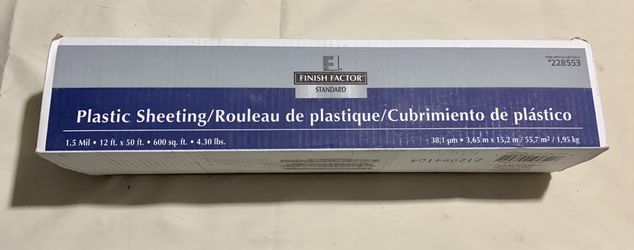 *228553
F
FINISH FACTOR
STANDARD
Plastic Sheeting/Rouleau de plastique/Cubrimiento de plástico
1.5 Mil • 12 ft. x 50 ft. • 600 sq. ft. • 4.30 lbs.
38,1 µm • 3,65 m x 15,2 m / 55,7 m² / 1,95 kg